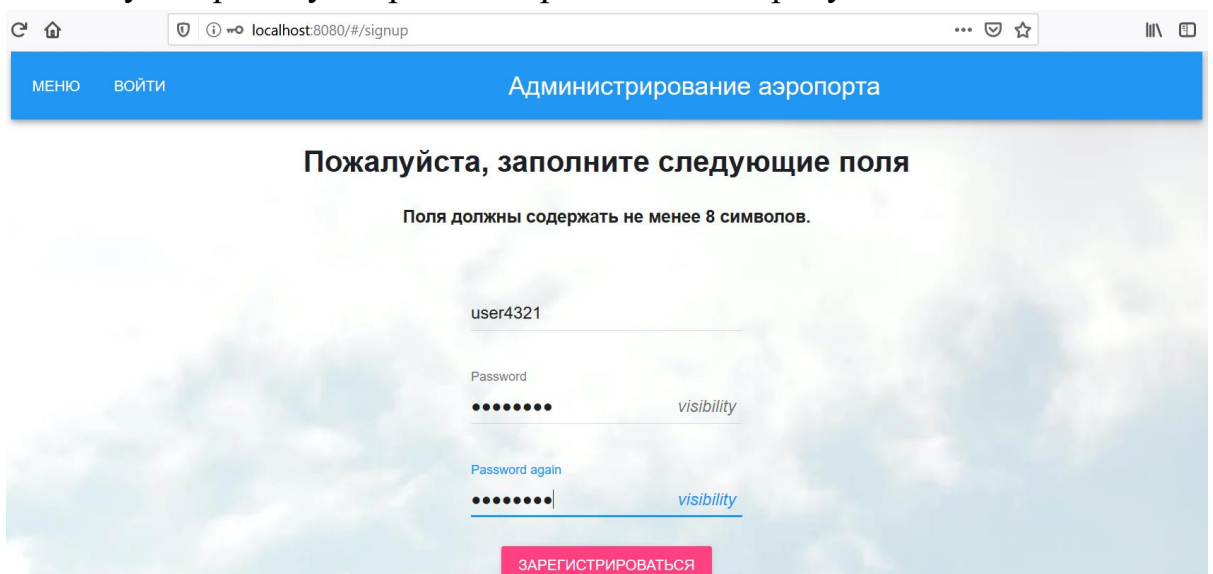 localhost:8080/#/signup
МЕНЮ ВОЙТИ Администрирование аэропорта
Пожалуйста, заполните следующие поля
Поля должны содержать не менее 8 символов.
user4321
Password
●●●●●●●● visibility
Password again
●●●●●●●● visibility
ЗАРЕГИСТРИРОВАТЬСЯ